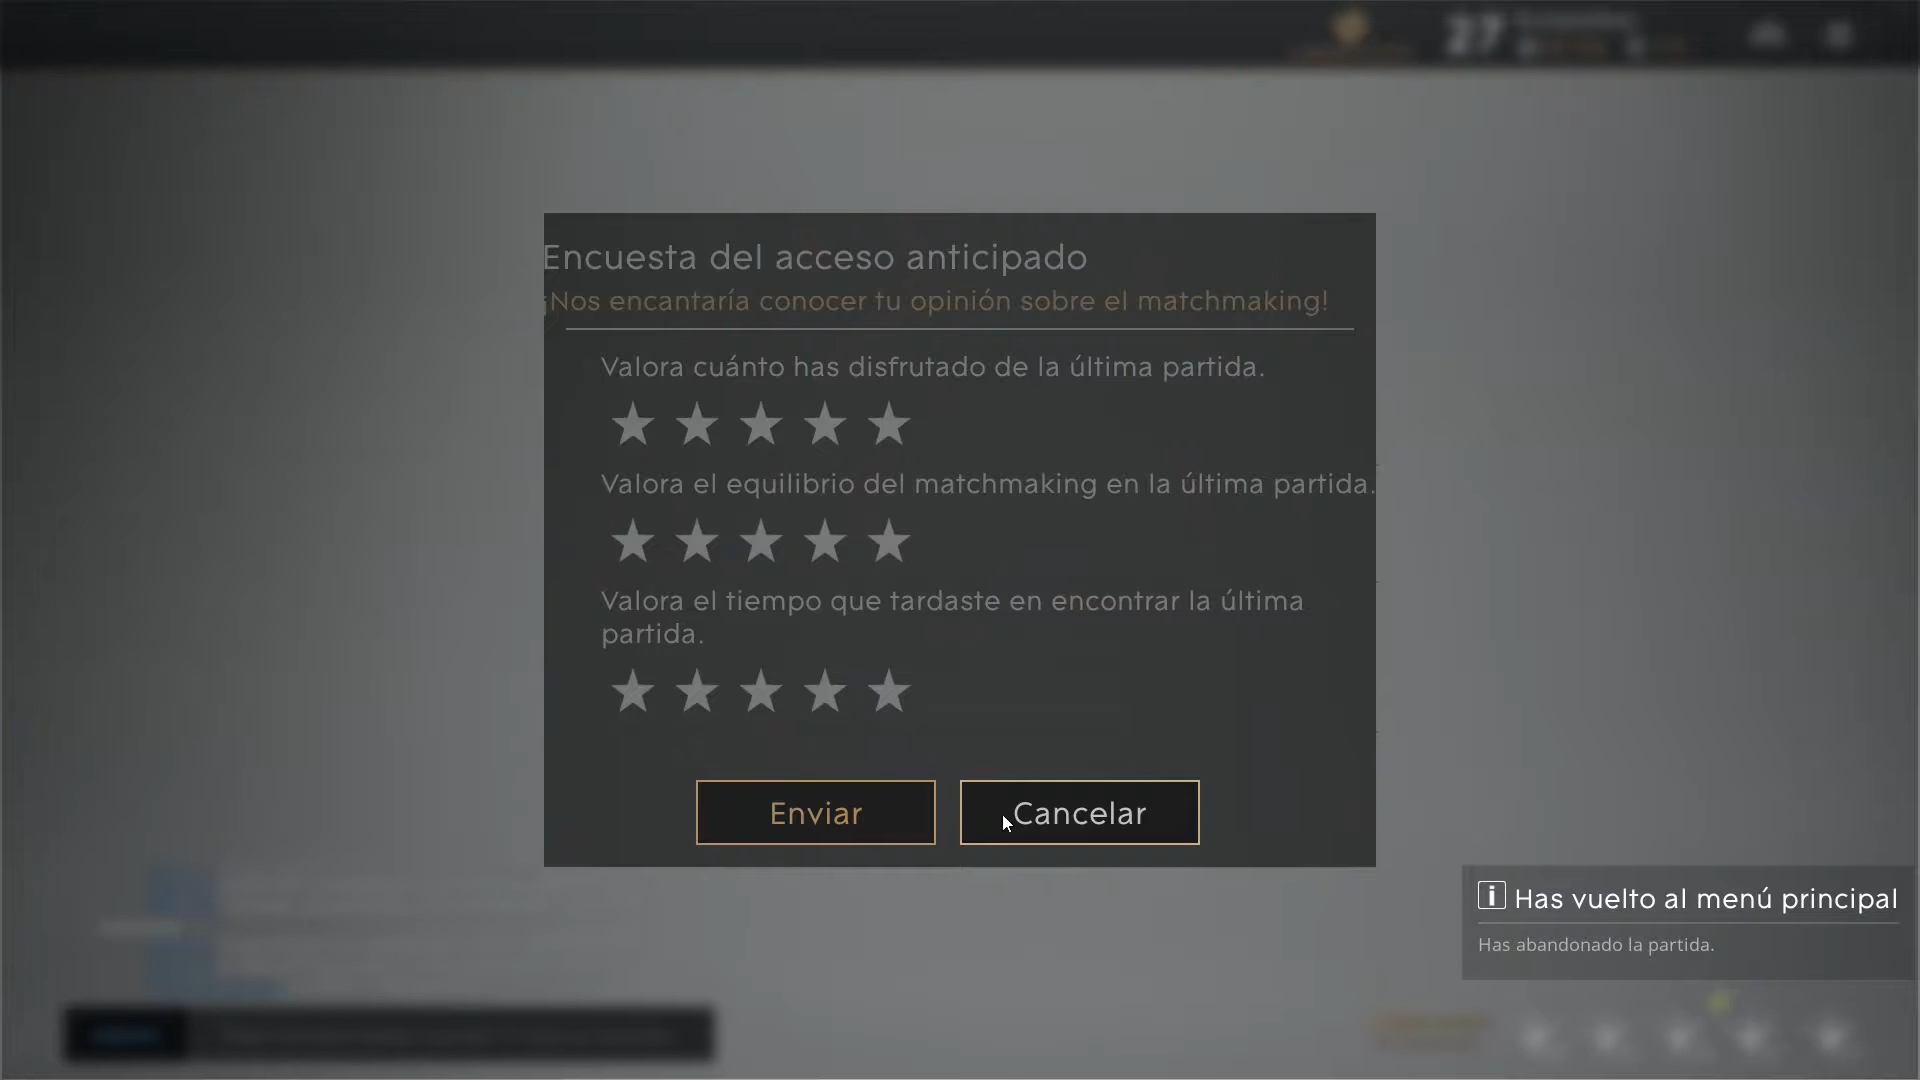 27
Encuesta del acceso anticipado
¡Nos encantaría conocer tu opinión sobre el matchmaking!
Valora cuánto has disfrutado de la última partida.
Valora el equilibrio del matchmaking en la última partida.
Valora el tiempo que tardaste en encontrar la última
partida.
Enviar
Cancelar
Has vuelto al menú principal
Has abandonado la partida.